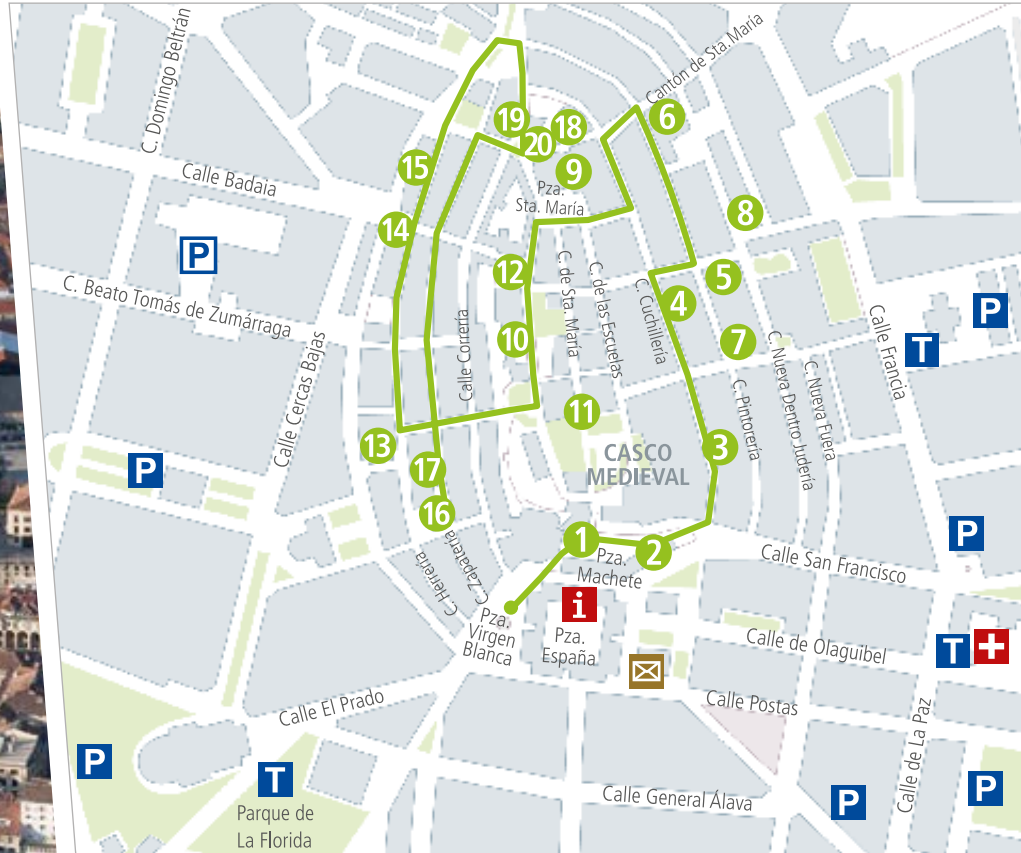 Cantón de Sta. María
C. Domingo Beltrán
6
19
18
20
15
9
Calle Badaia
Pza.
Sta. María
8
14
P
12
C. de Sta. María
C. de las Escuelas
C. Cuchillería
5
4
C. Beato Tomás de Zumárraga
10
7
P
T
Calle Francia
Calle Cercas Bajas
Calle Correría
C. Pintorería
C. Nueva Dentro Judería
C. Nueva Fuera
11
13
CASCO
MEDIEVAL
3
P
17
16
1
2
Pza.
Machete
Calle San Francisco
P
C. Herrería
C. Zapatería
Pza.
Virgen
Blanca
i
Pza.
España
Calle de Olaguibel
T
Calle El Prado
Calle Postas
Calle de La Paz
P
T
Parque de
La Florida
Calle General Álava
P
P